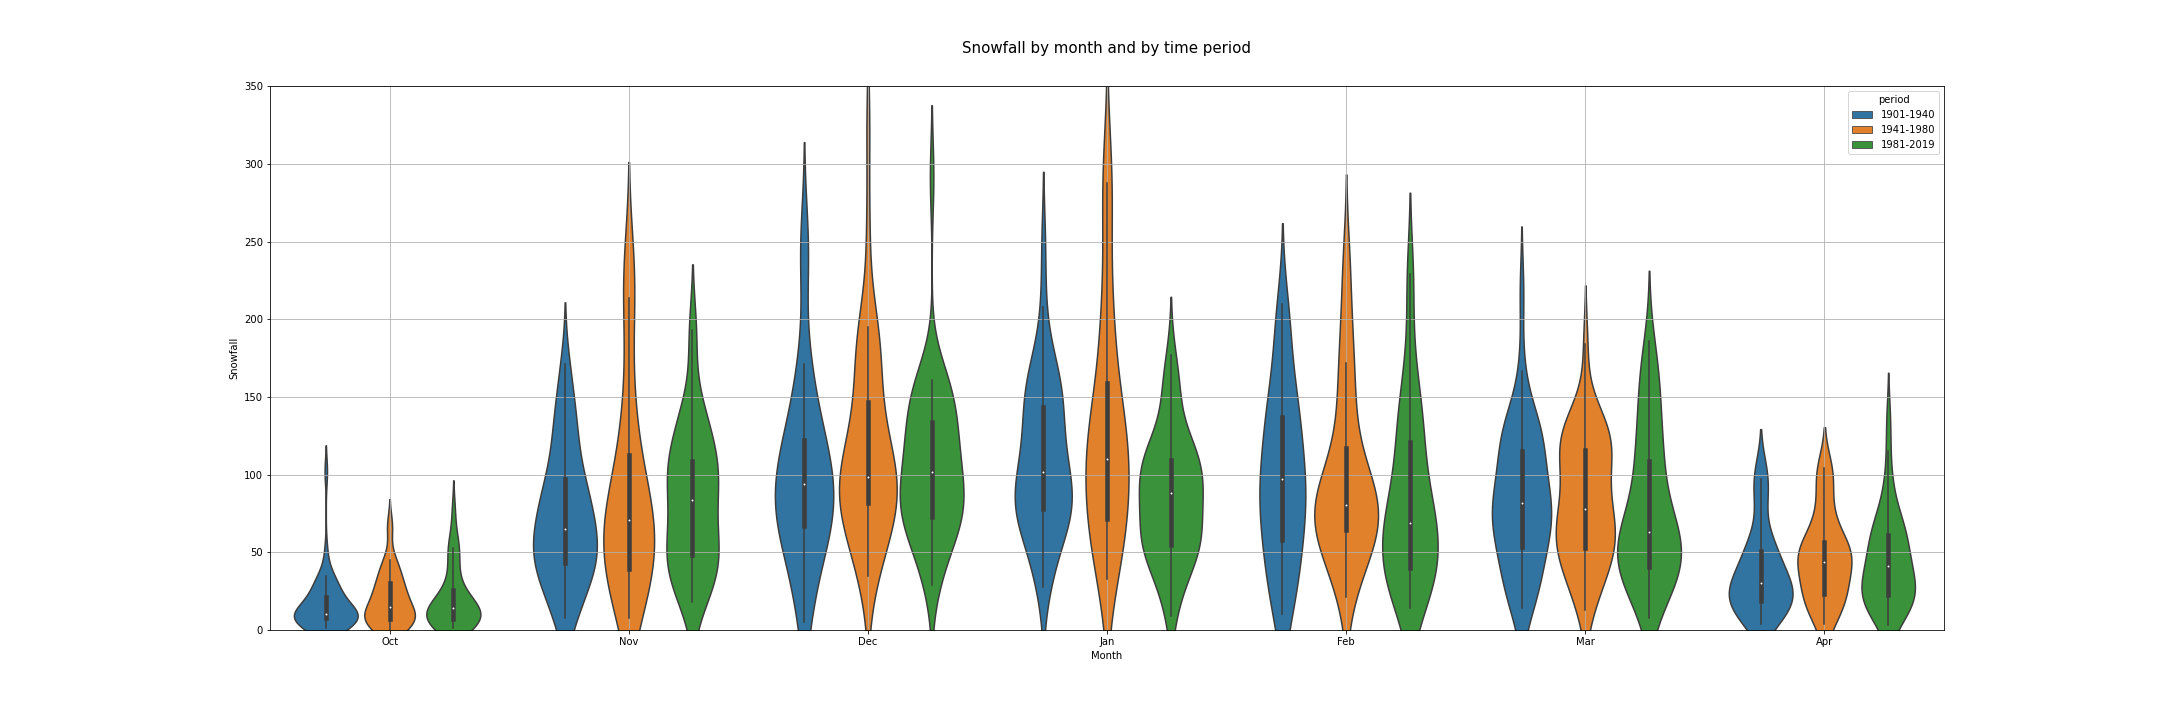 Snowfall by month and by time period
350
300
250
200
150
100
50
0
Snowfall
period
1901-1940
1941-1980
1981-2019
Oct Nov Dec Jan Feb Mar Apr
Month